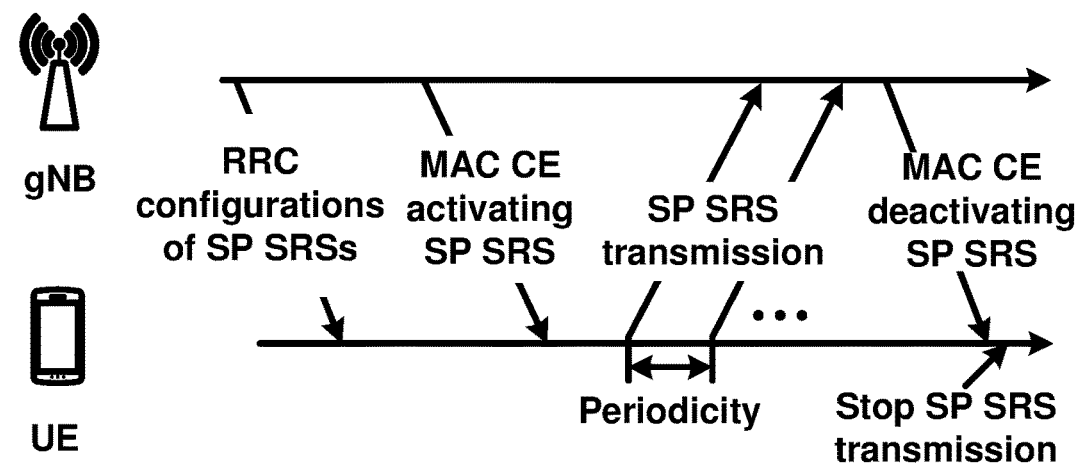 gNB
RRC
configurations
of SP SRSs
MAC CE
activating
SP SRS
SP SRS
transmission
MAC CE
deactivating
SP SRS
UE
Periodicity
Stop SP SRS
transmission